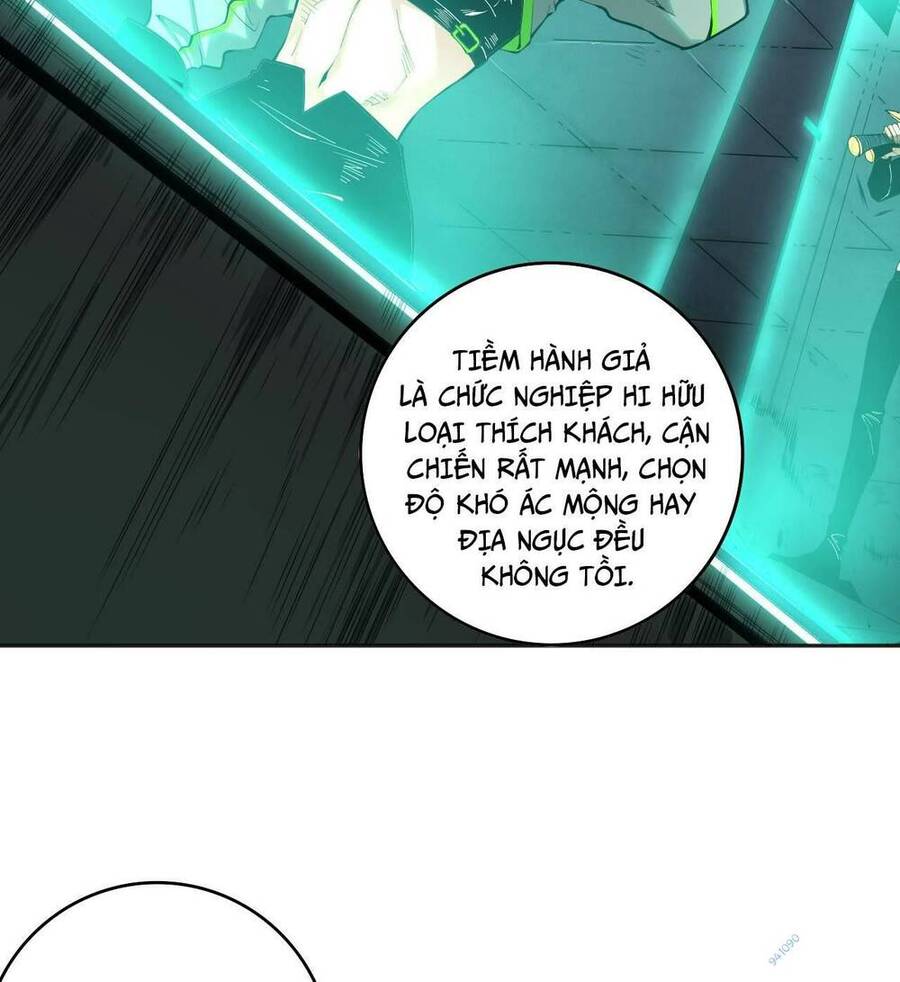 TIỀM HÀNH GIẢ
LÀ CHỨC NGHIỆP HI HỮU
LOẠI THÍCH KHÁCH, CẬN
CHIẾN RẤT MẠNH, CHỌN
ĐỘ KHÓ ÁC MỘNG HAY
ĐỊA NGỤC ĐỀU
KHÔNG TỒI.
941090